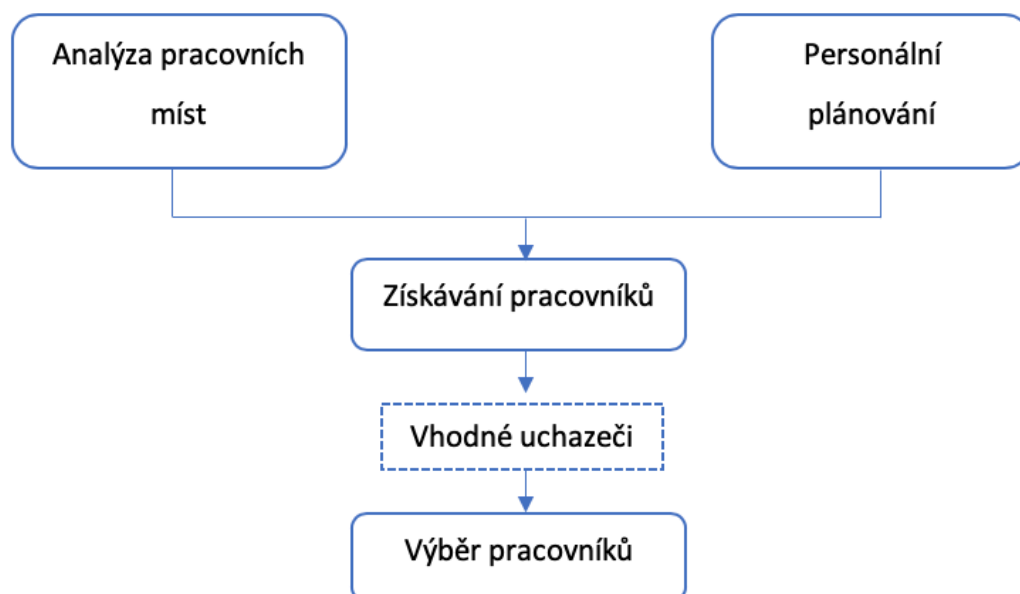 Analýza pracovních
míst
Personální
plánování
Získávání pracovníků
Vhodné uchazeči
Výběr pracovníků